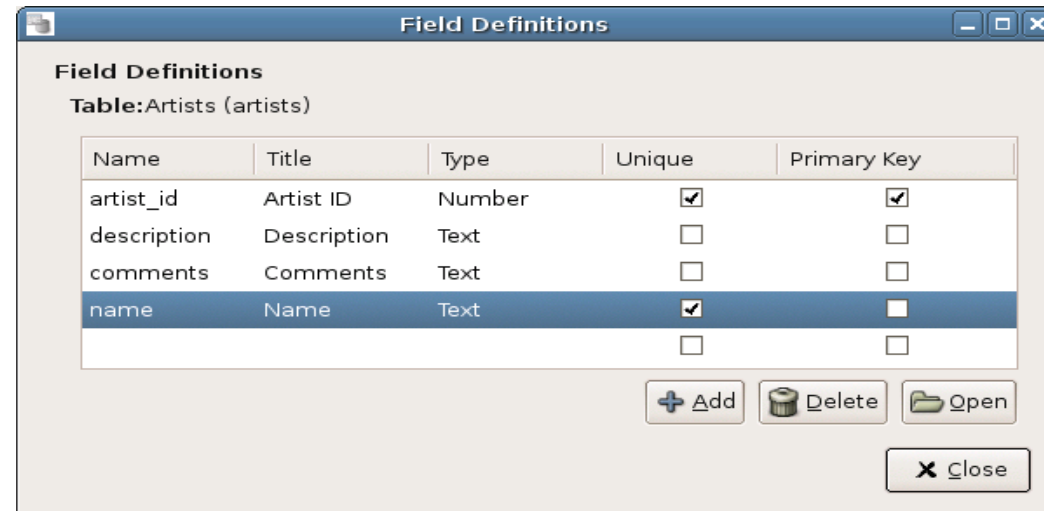 Field Definitions
Field Definitions
Table:Artists (artists)
Name Title Type Unique Primary Key
artist_id Artist ID Number
description Description Text
comments Comments Text
name Name Text
Add Delete Open
Close